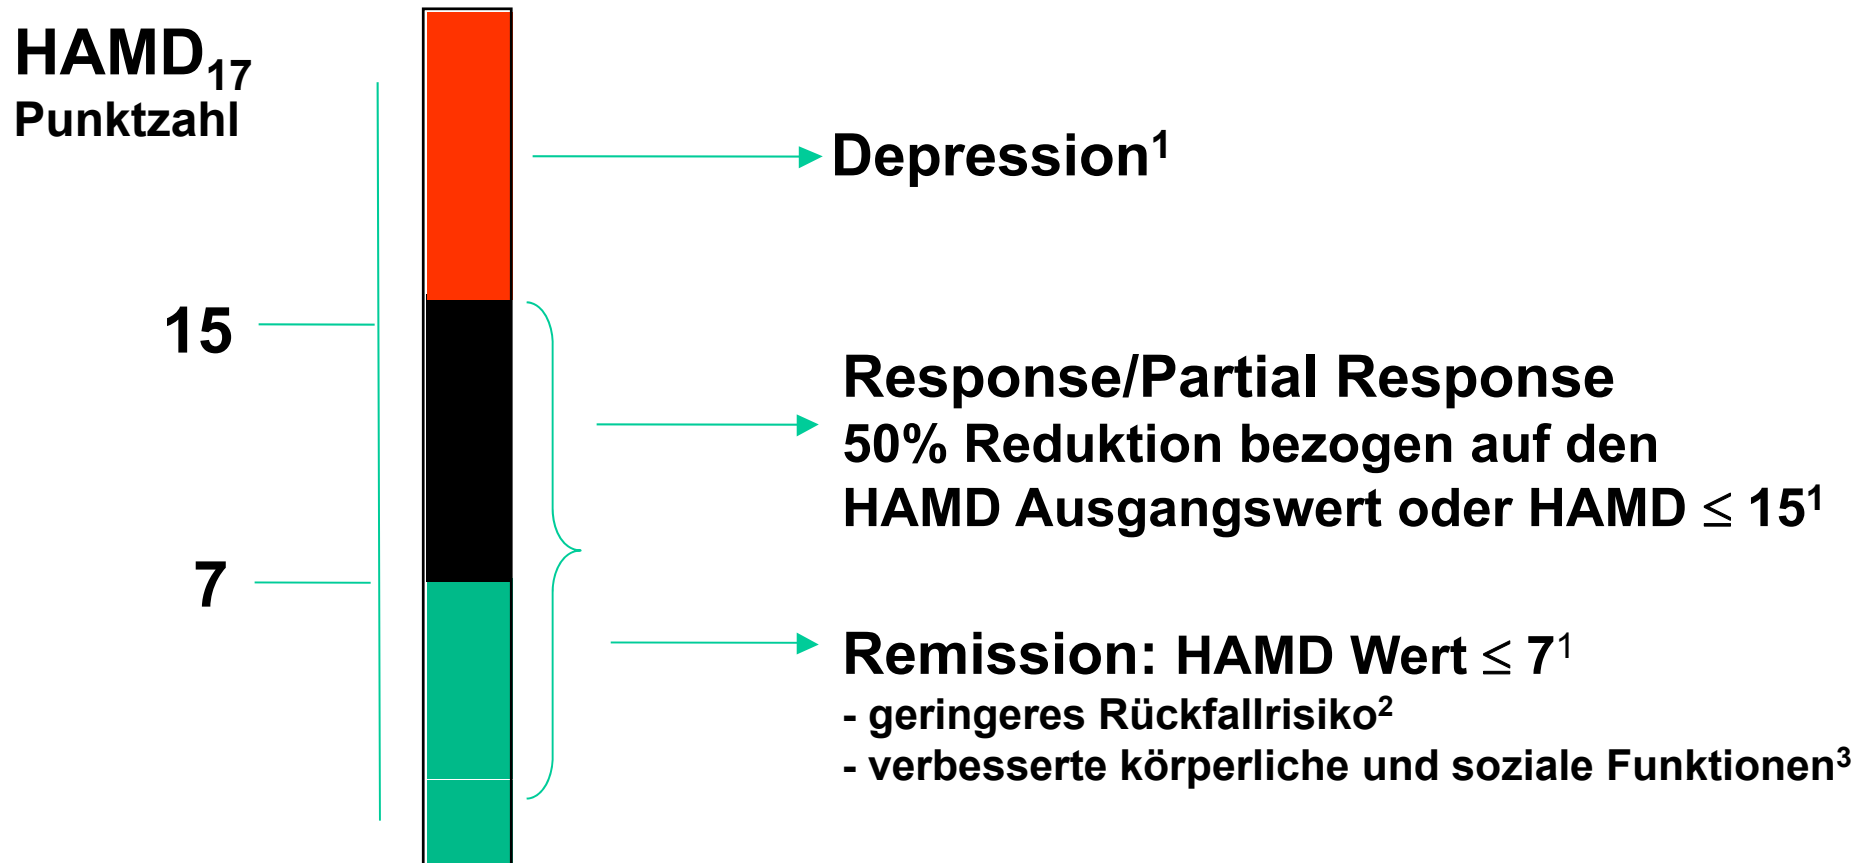 HAMD₁₇
Punktzahl
Depression¹
15
Response/Partial Response
50% Reduktion bezogen auf den
HAMD Ausgangswert oder HAMD ≤ 15¹
7
Remission: HAMD Wert ≤ 7¹
- geringeres Rückfallrisiko²
- verbesserte körperliche und soziale Funktionen³